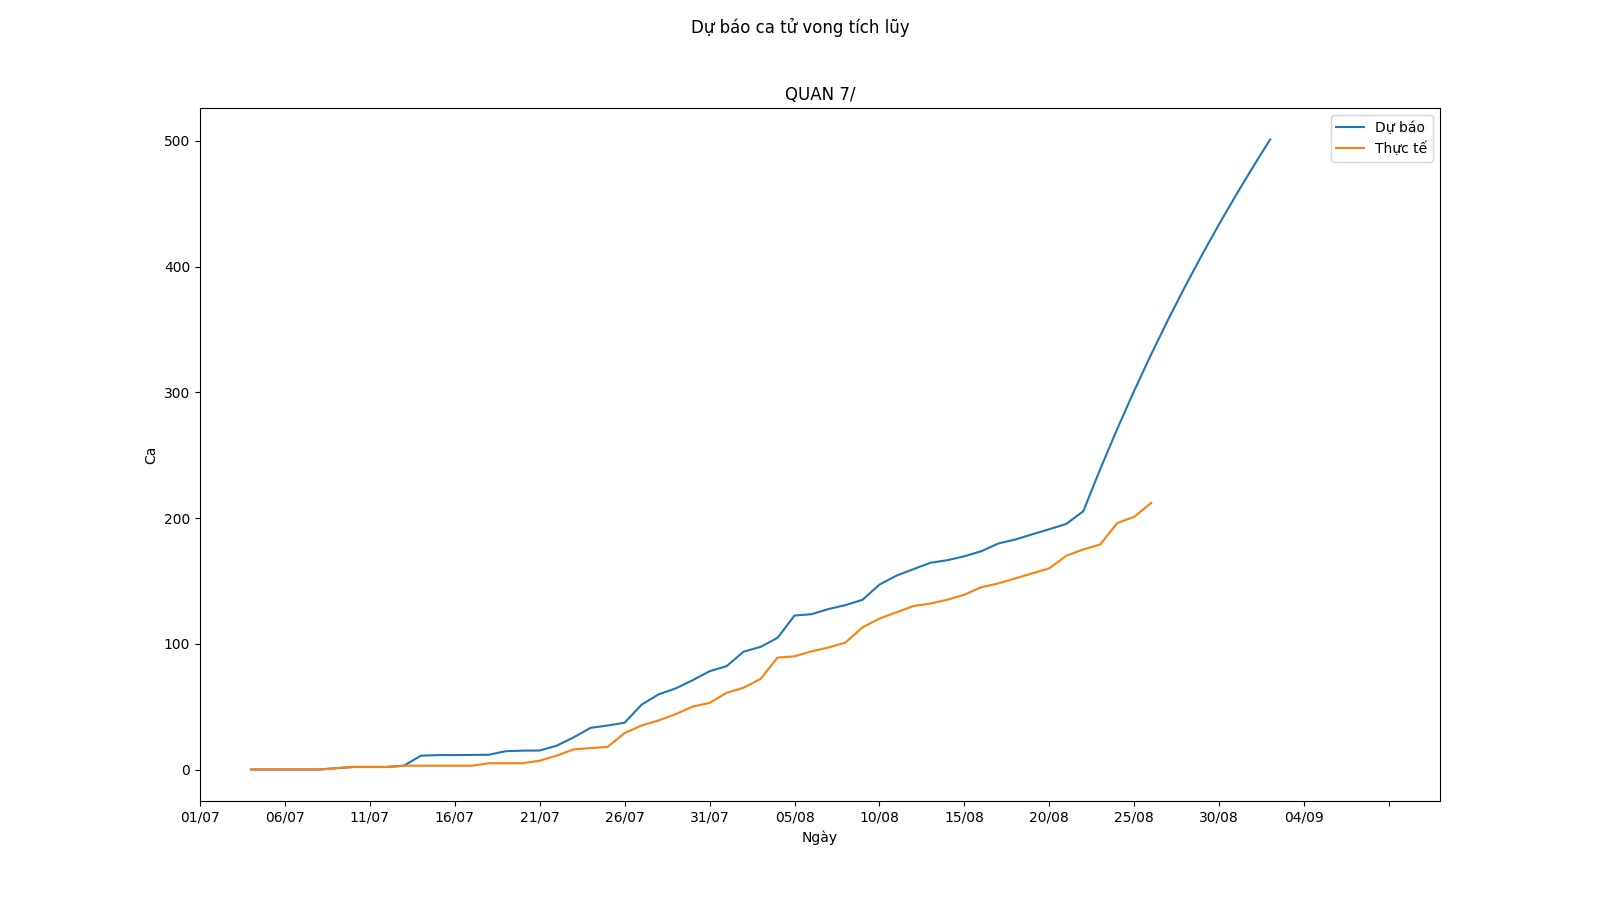 Dự báo ca tử vong tích lũy
QUAN 7/
Dự báo
Thực tế
500
400
300
200
100
0
Ca
01/07 06/07 11/07 16/07 21/07 26/07 31/07 05/08 10/08 15/08 20/08 25/08 30/08 04/09
Ngày